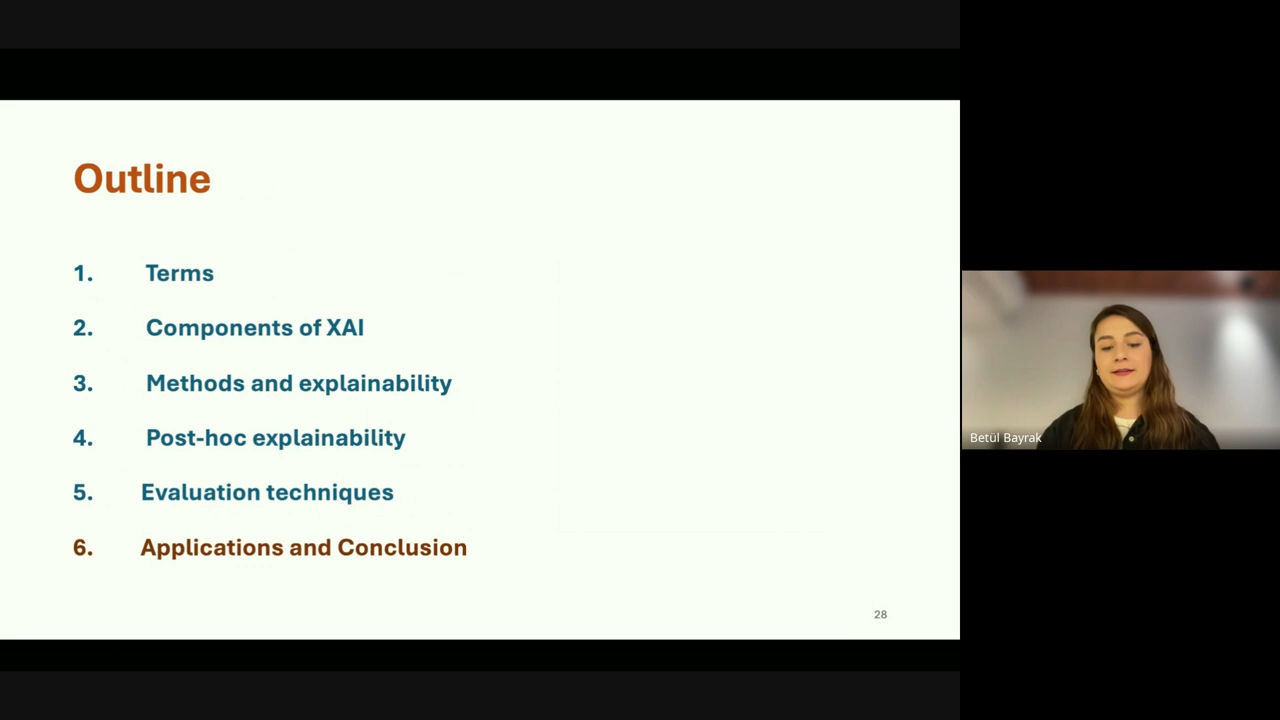 Outline
1. Terms
2. Components of XAI
3. Methods and explainability
4. Post-hoc explainability
5. Evaluation techniques
6. Applications and Conclusion
28
Betül Bayrak